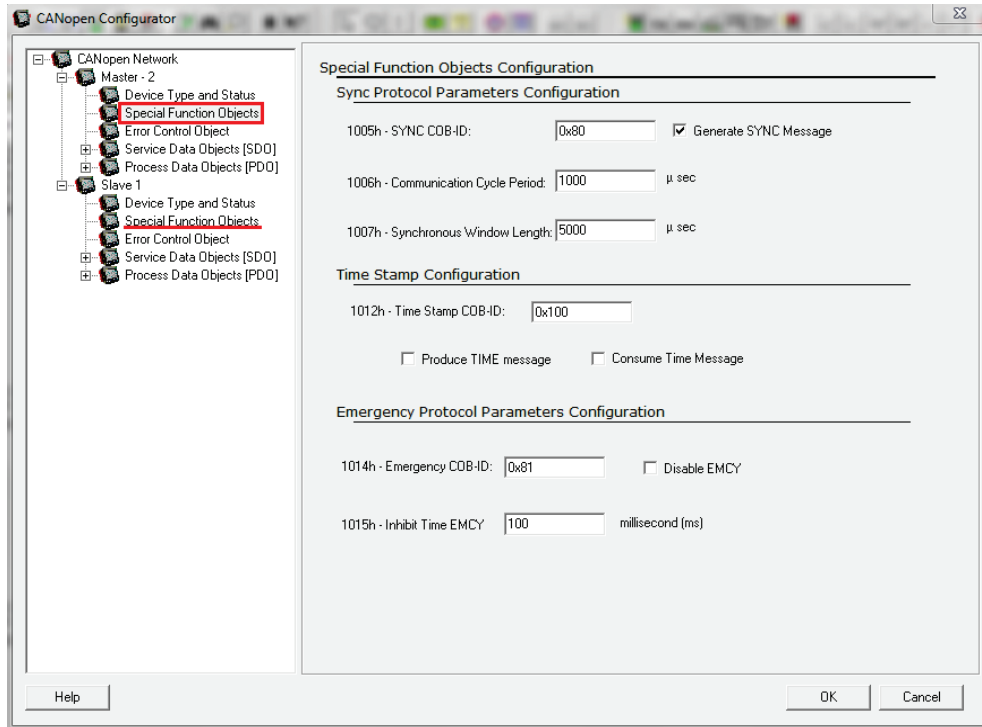 CANopen Configurator
CANopen Network
Master - 2
Device Type and Status
Special Function Objects
Error Control Object
Service Data Objects [SDO]
Process Data Objects [PDO]
Slave 1
Device Type and Status
Special Function Objects
Error Control Object
Service Data Objects [SDO]
Process Data Objects [PDO]
Special Function Objects Configuration
Sync Protocol Parameters Configuration
1005h - SYNC COB-ID: 0x80 Generate SYNC Message
1006h - Communication Cycle Period: 1000 µ sec
1007h - Synchronous Window Length: 5000 µ sec
Time Stamp Configuration
1012h - Time Stamp COB-ID: 0x100
Produce TIME message Consume Time Message
Emergency Protocol Parameters Configuration
1014h - Emergency COB-ID: 0x81 Disable EMCY
1015h - Inhibit Time EMCY 100 millisecond (ms)
Help OK Cancel